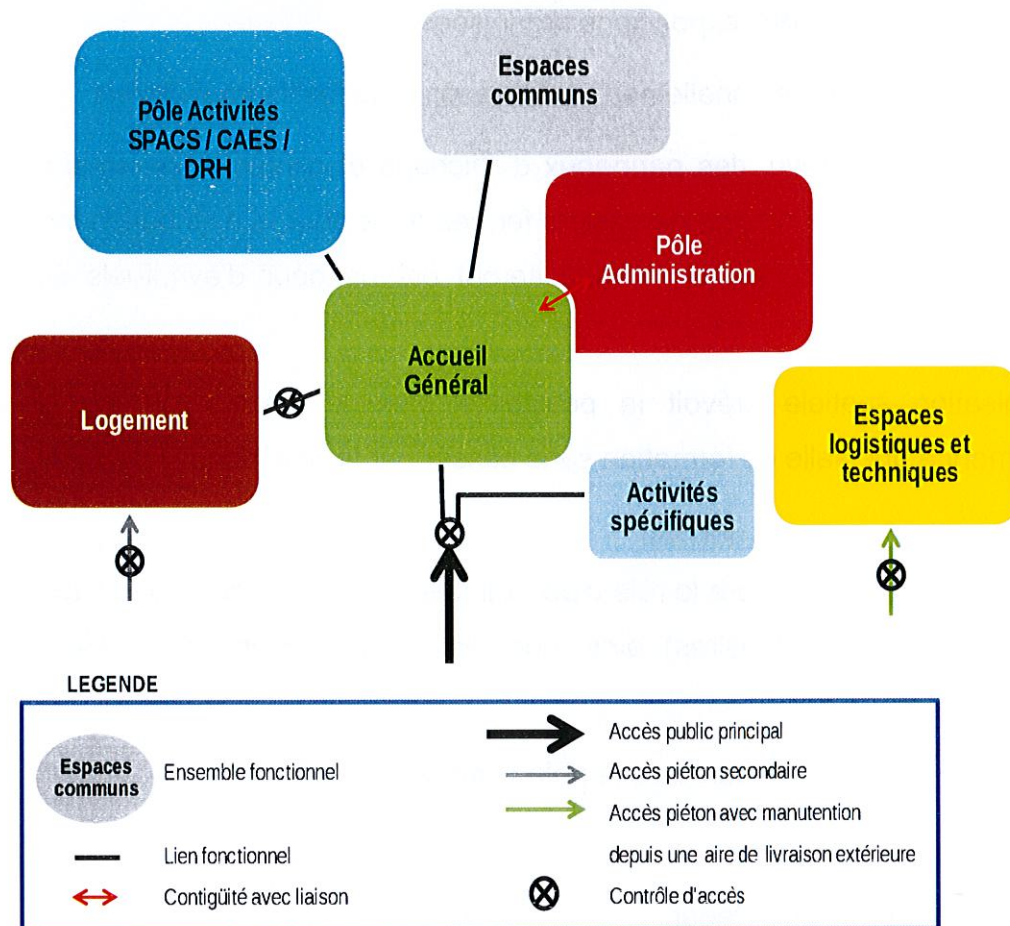 Espaces
communs
Pôle Activités
SPACS / CAES /
DRH
Pôle
Administration
Accueil
Général
Logement
Espaces
logistiques et
techniques
Activités
spécifiques
LEGENDE
Espaces
communs
Ensemble fonctionnel
Lien fonctionnel
Contigüité avec liaison
Accès public principal
Accès piéton secondaire
Accès piéton avec manutention
depuis une aire de livraison extérieure
Contrôle d'accès